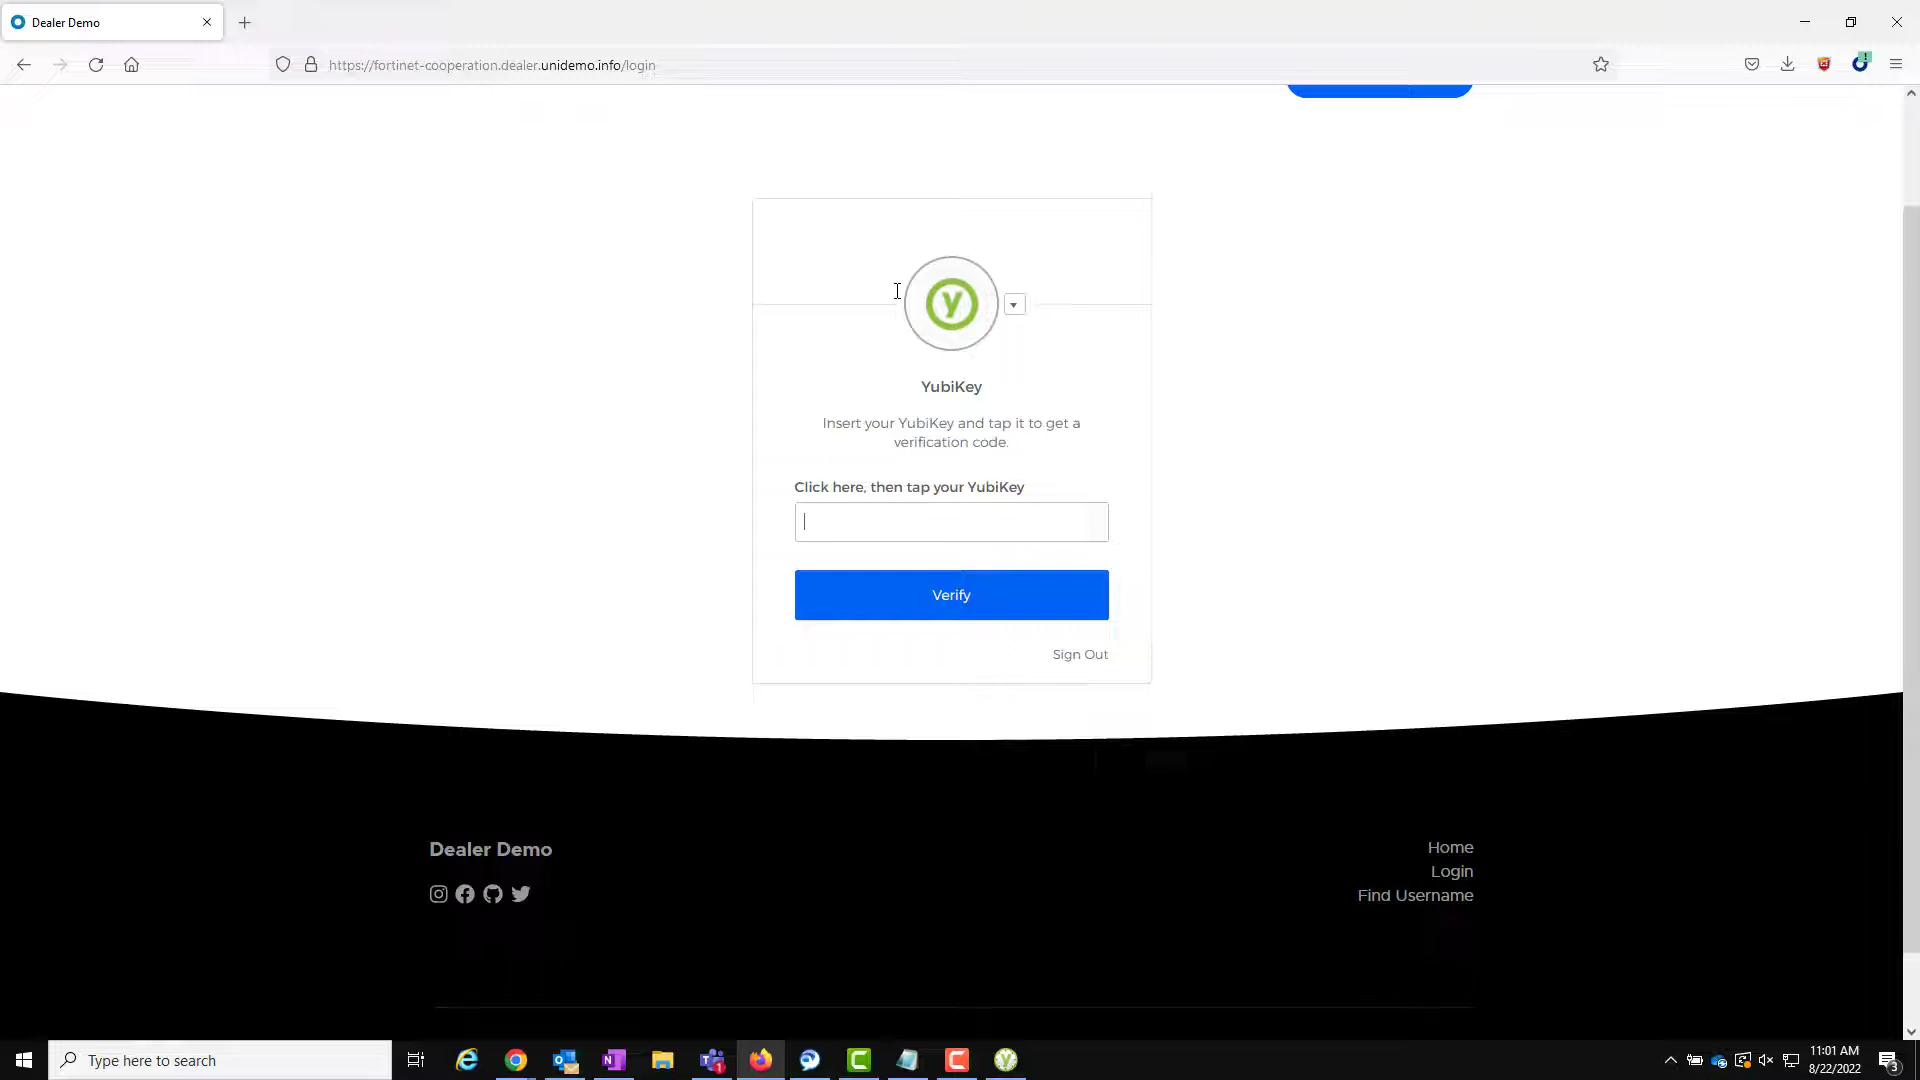 Dealer Demo
https://fortinet-cooperation.dealer.unidemo.info/login
y
YubiKey
Insert your YubiKey and tap it to get a
verification code.
Click here, then tap your YubiKey
Verify
Sign Out
Dealer Demo
Home
Login
Find Username
Type here to search
1
11:01 AM
8/22/2022
3